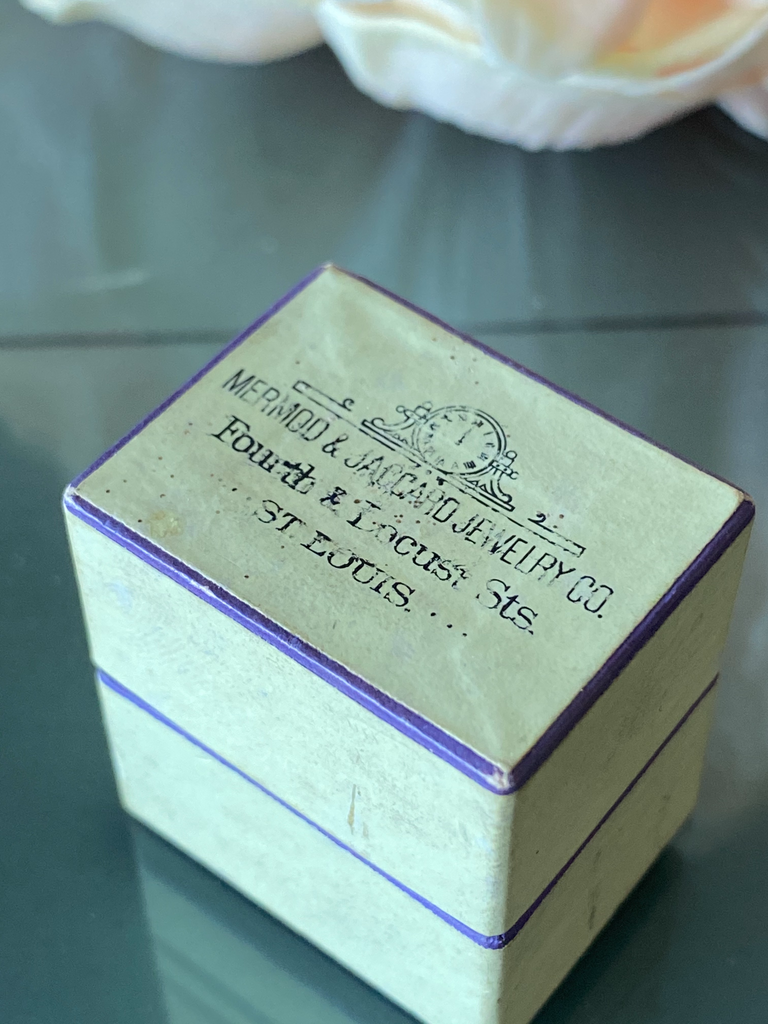 MERMOD & JACCARD JEWELRY CO.
Fourth & Locust Sts.
ST. LOUIS. ...